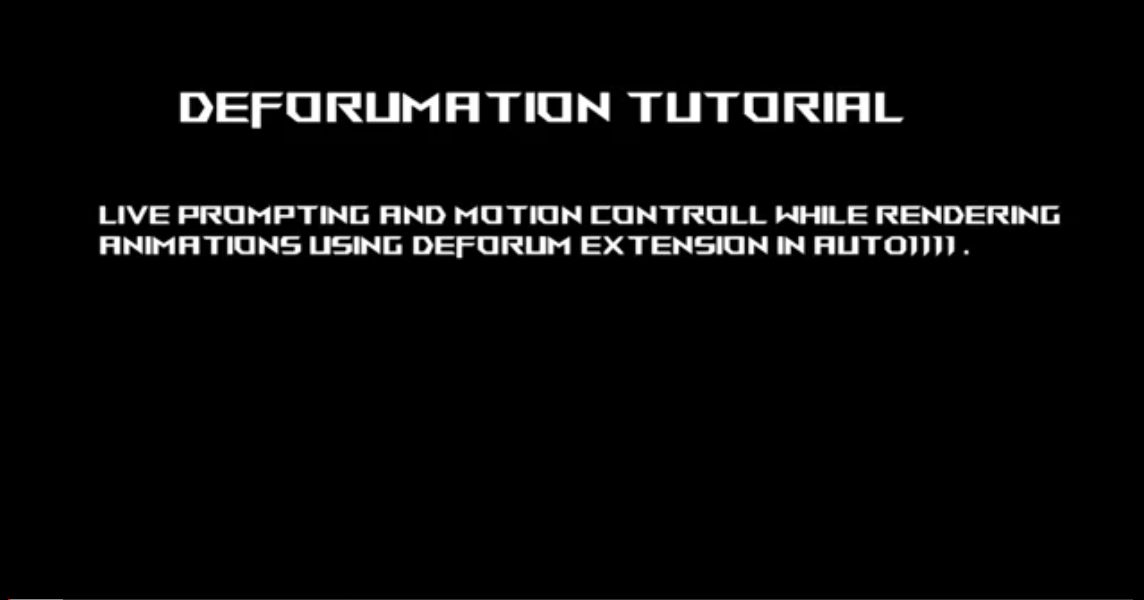 DEFORUMATION TUTORIAL
LIVE PROMPTING AND MOTION CONTROLL WHILE RENDERING
ANIMATIONS USING DEFORUM EXTENSION IN AUTO1111.